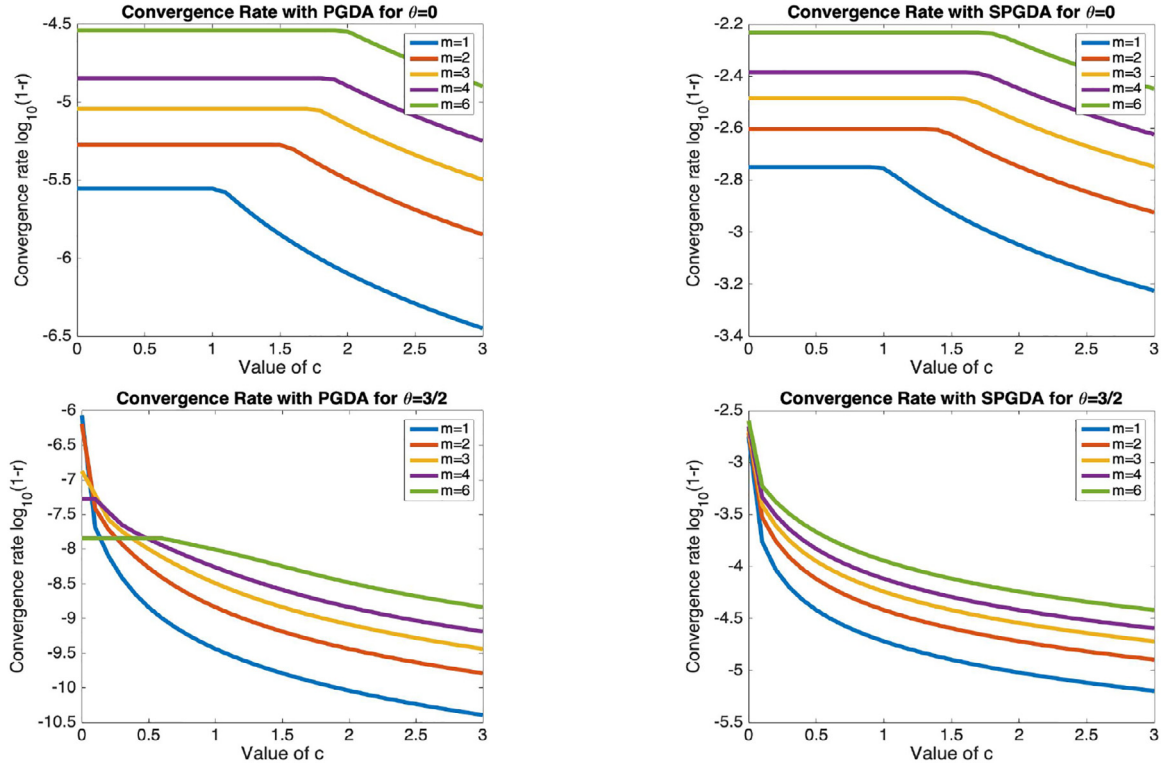 Convergence Rate with PGDA for θ=0
Convergence rate log10(1-r)
-4.5
-5
-5.5
-6
-6.5
0 0.5 1 1.5 2 2.5 3
Value of c
m=1
m=2
m=3
m=4
m=6
Convergence Rate with SPGDA for θ=0
Convergence rate log10(1-r)
-2.2
-2.4
-2.6
-2.8
-3
-3.2
-3.4
0 0.5 1 1.5 2 2.5 3
Value of c
m=1
m=2
m=3
m=4
m=6
Convergence Rate with PGDA for θ=3/2
Convergence rate log10(1-r)
-6
-6.5
-7
-7.5
-8
-8.5
-9
-9.5
-10
-10.5
0 0.5 1 1.5 2 2.5 3
Value of c
m=1
m=2
m=3
m=4
m=6
Convergence Rate with SPGDA for θ=3/2
Convergence rate log10(1-r)
-2.5
-3
-3.5
-4
-4.5
-5
-5.5
0 0.5 1 1.5 2 2.5 3
Value of c
m=1
m=2
m=3
m=4
m=6